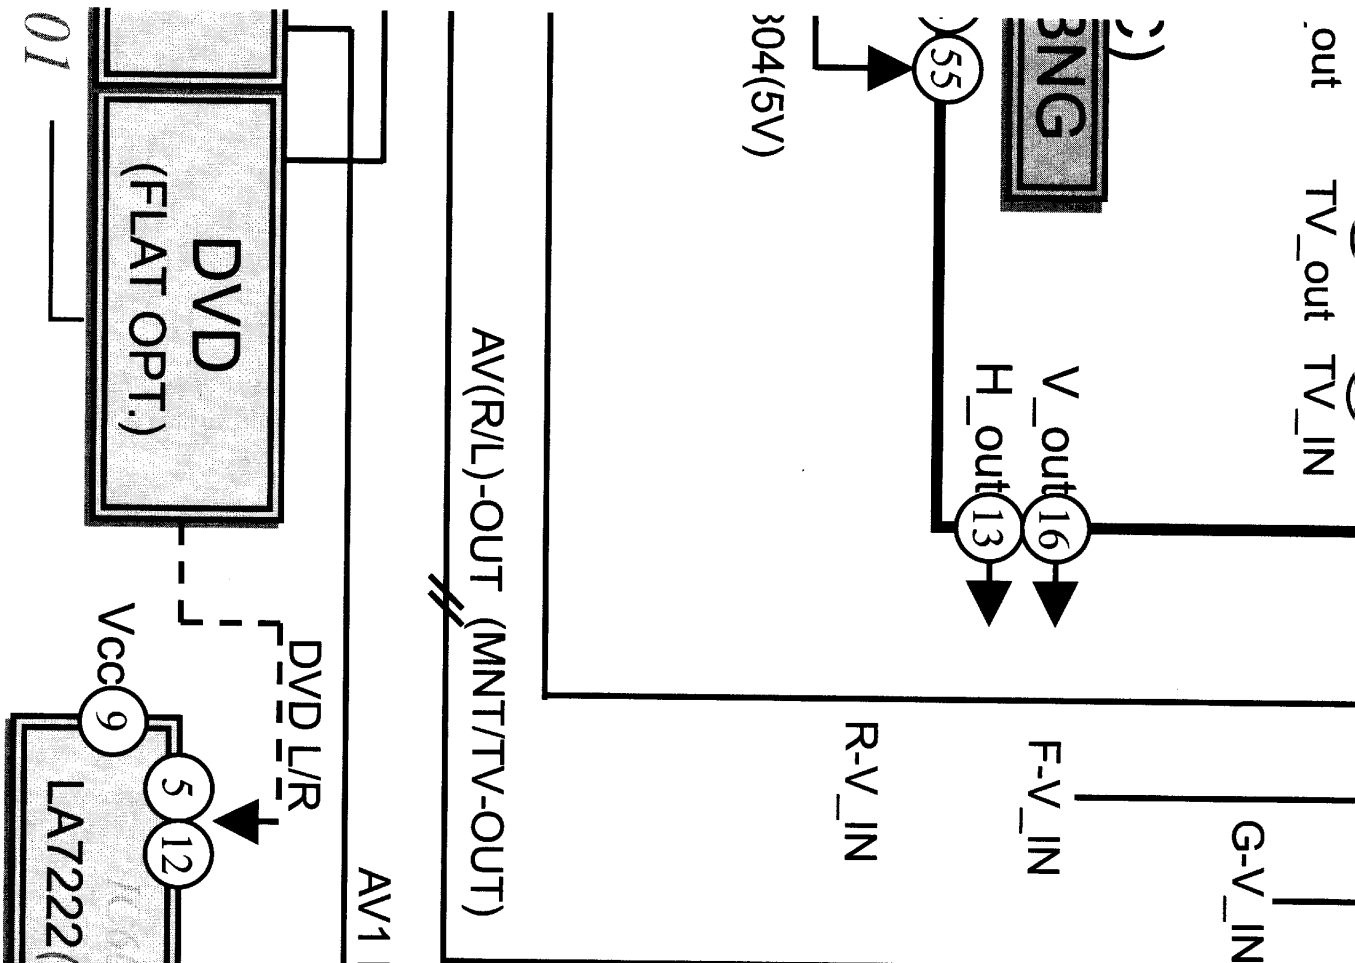 _out
TV_out
TV_IN
BNG
55
304(5V)
V_out
H_out
16
13
DVD
(FLAT OPT.)
01
AV(R/L)-OUT (MNT/TV-OUT)
DVD L/R
Vcc
9
5
12
LA7222(
AV1
R-V_IN
F-V_IN
G-V_IN